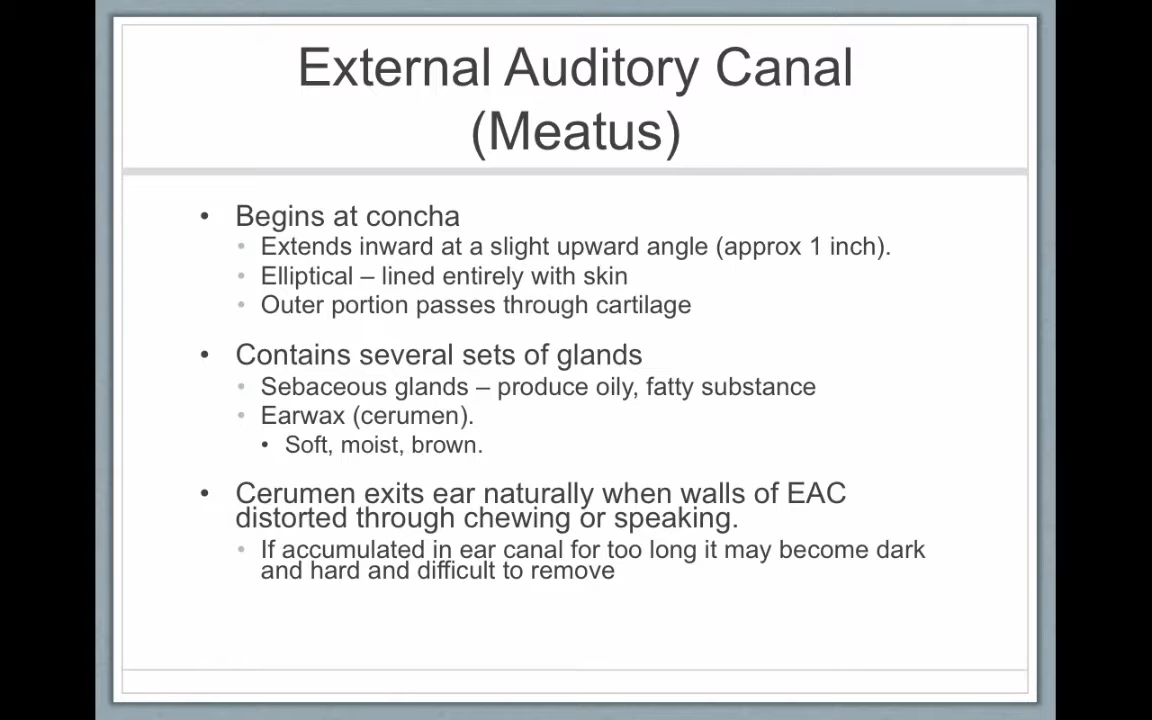 External Auditory Canal
(Meatus)
• Begins at concha
• Extends inward at a slight upward angle (approx 1 inch).
• Elliptical – lined entirely with skin
• Outer portion passes through cartilage
• Contains several sets of glands
• Sebaceous glands – produce oily, fatty substance
• Earwax (cerumen).
• Soft, moist, brown.
• Cerumen exits ear naturally when walls of EAC
distorted through chewing or speaking.
• If accumulated in ear canal for too long it may become dark
and hard and difficult to remove